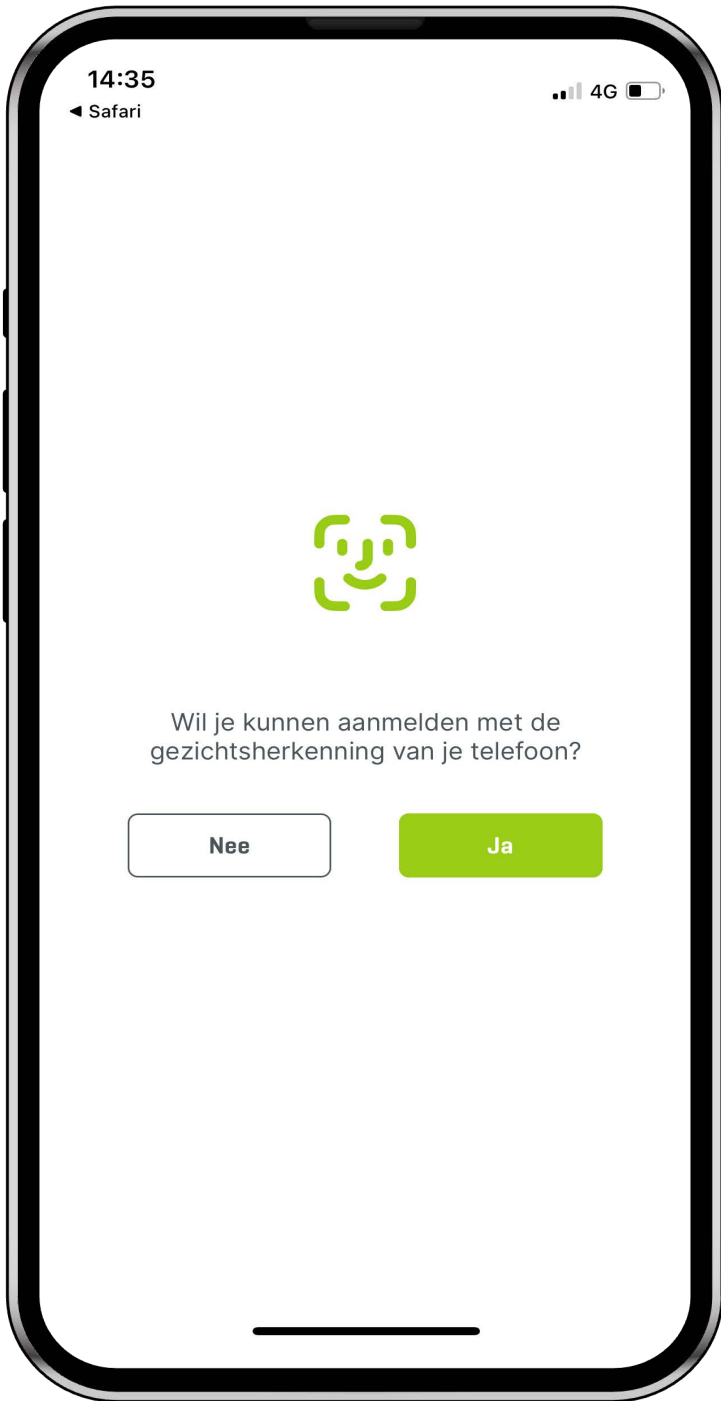 14:35
◀ Safari
4G
Wil je kunnen aanmelden met de
gezichtsherkenning van je telefoon?
Nee
Ja